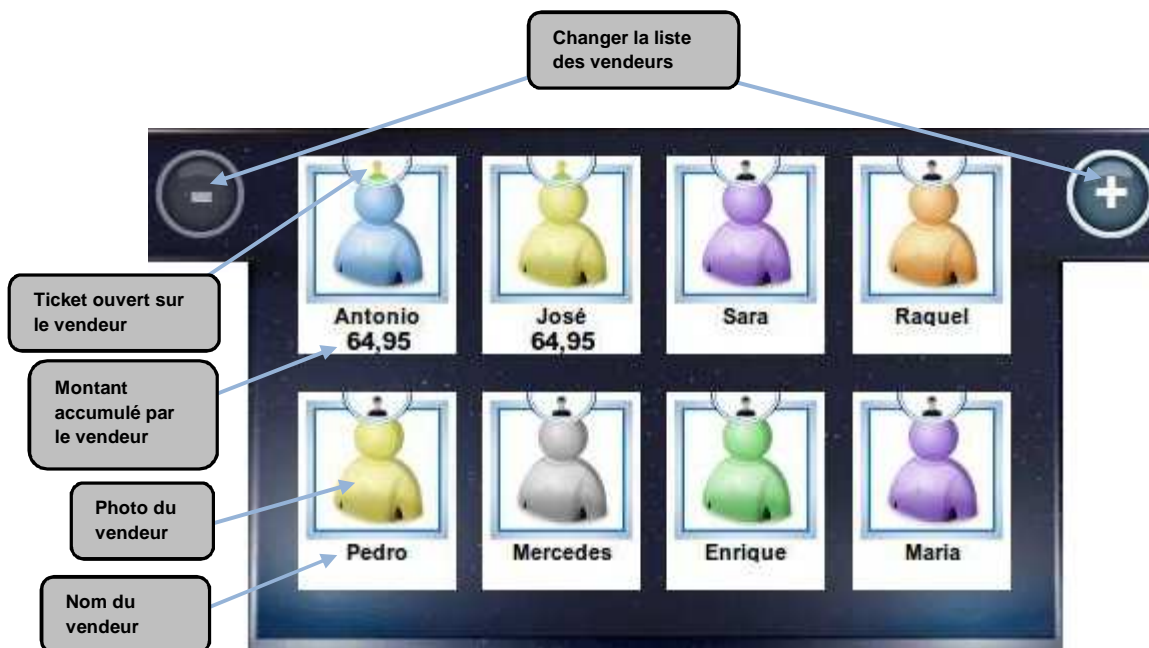 Changer la liste
des vendeurs
-
+
Antonio
64,95
José
64,95
Sara
Raquel
Ticket ouvert sur
le vendeur
Montant
accumulé par
le vendeur
Photo du
vendeur
Pedro
Mercedes
Enrique
Maria
Nom du
vendeur